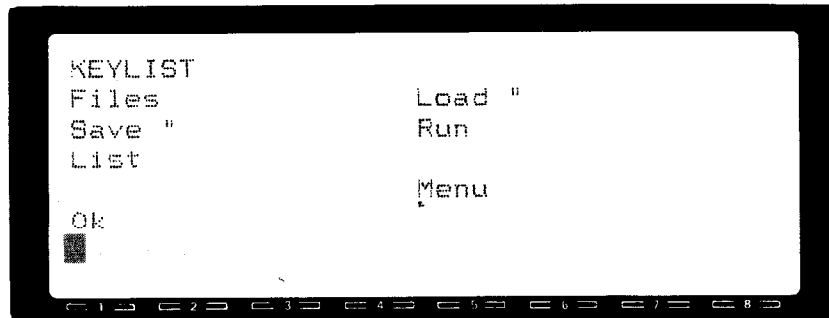 KEYLIST
Files Load "
Save " Run
List
Menu
Ok
1 2 3 4 5 6 7 8